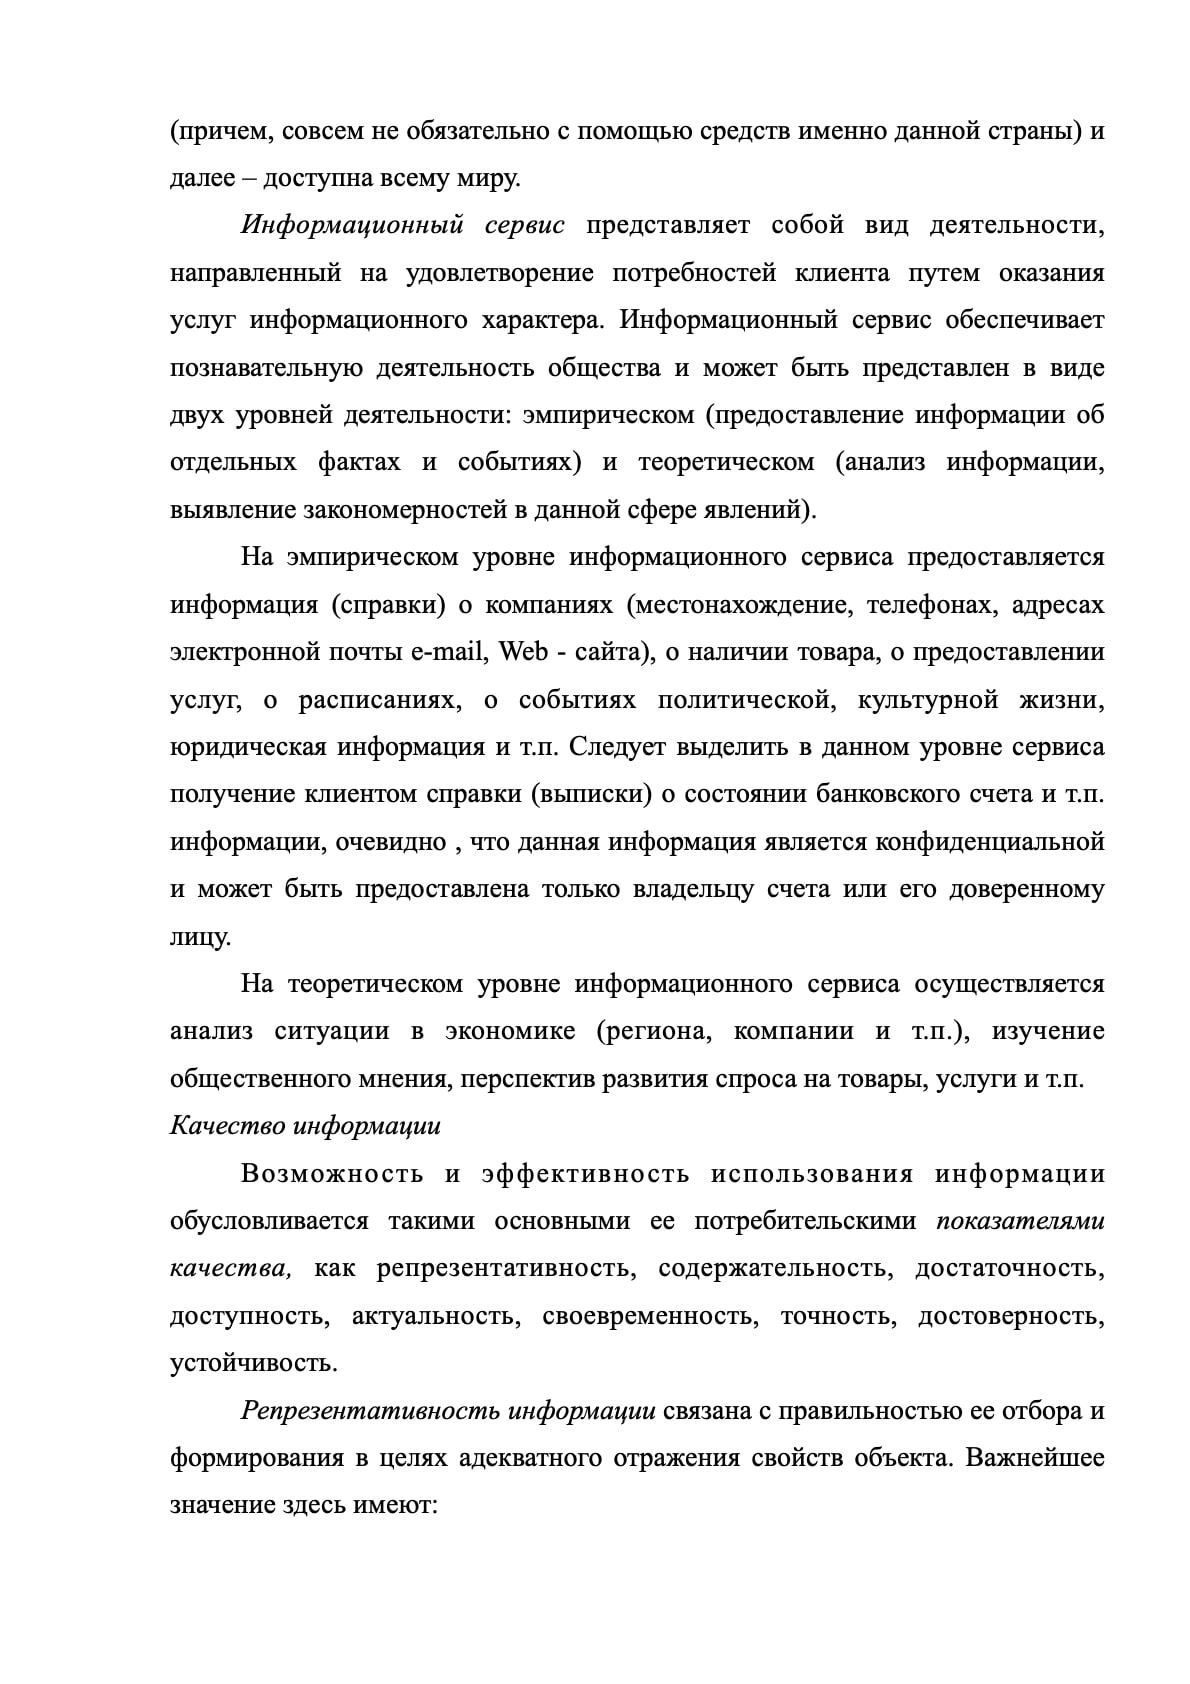 (причем, совсем не обязательно с помощью средств именно данной страны) и
далее – доступна всему миру.
Информационный сервис представляет собой вид деятельности,
направленный на удовлетворение потребностей клиента путем оказания
услуг информационного характера. Информационный сервис обеспечивает
познавательную деятельность общества и может быть представлен в виде
двух уровней деятельности: эмпирическом (предоставление информации об
отдельных фактах и событиях) и теоретическом (анализ информации,
выявление закономерностей в данной сфере явлений).
На эмпирическом уровне информационного сервиса предоставляется
информация (справки) о компаниях (местонахождение, телефонах, адресах
электронной почты e-mail, Web - сайта), о наличии товара, о предоставлении
услуг, о расписаниях, о событиях политической, культурной жизни,
юридическая информация и т.п. Следует выделить в данном уровне сервиса
получение клиентом справки (выписки) о состоянии банковского счета и т.п.
информации, очевидно , что данная информация является конфиденциальной
и может быть предоставлена только владельцу счета или его доверенному
лицу.
На теоретическом уровне информационного сервиса осуществляется
анализ ситуации в экономике (региона, компании и т.п.), изучение
общественного мнения, перспектив развития спроса на товары, услуги и т.п.
Качество информации
Возможность и эффективность использования информации
обусловливается такими основными ее потребительскими показателями
качества, как репрезентативность, содержательность, достаточность,
доступность, актуальность, своевременность, точность, достоверность,
устойчивость.
Репрезентативность информации связана с правильностью ее отбора и
формирования в целях адекватного отражения свойств объекта. Важнейшее
значение здесь имеют: